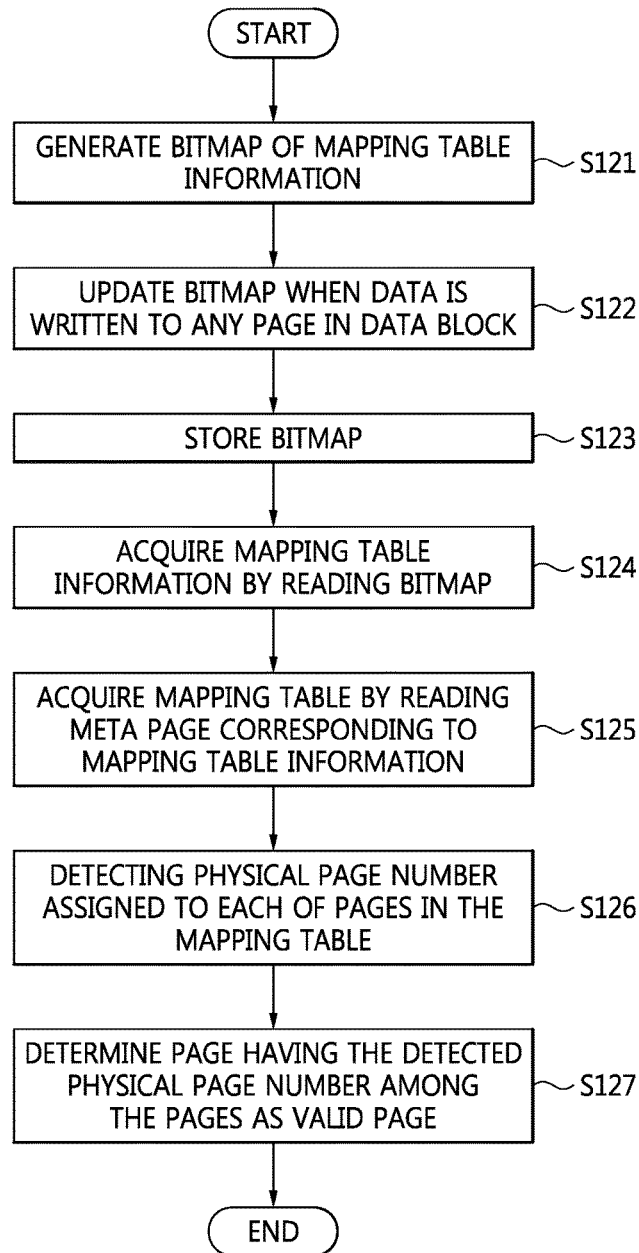 START
GENERATE BITMAP OF MAPPING TABLE
INFORMATION
S121
UPDATE BITMAP WHEN DATA IS
WRITTEN TO ANY PAGE IN DATA BLOCK
S122
STORE BITMAP
S123
ACQUIRE MAPPING TABLE
INFORMATION BY READING BITMAP
S124
ACQUIRE MAPPING TABLE BY READING
META PAGE CORRESPONDING TO
MAPPING TABLE INFORMATION
S125
DETECTING PHYSICAL PAGE NUMBER
ASSIGNED TO EACH OF PAGES IN THE
MAPPING TABLE
S126
DETERMINE PAGE HAVING THE DETECTED
PHYSICAL PAGE NUMBER AMONG
THE PAGES AS VALID PAGE
S127
END